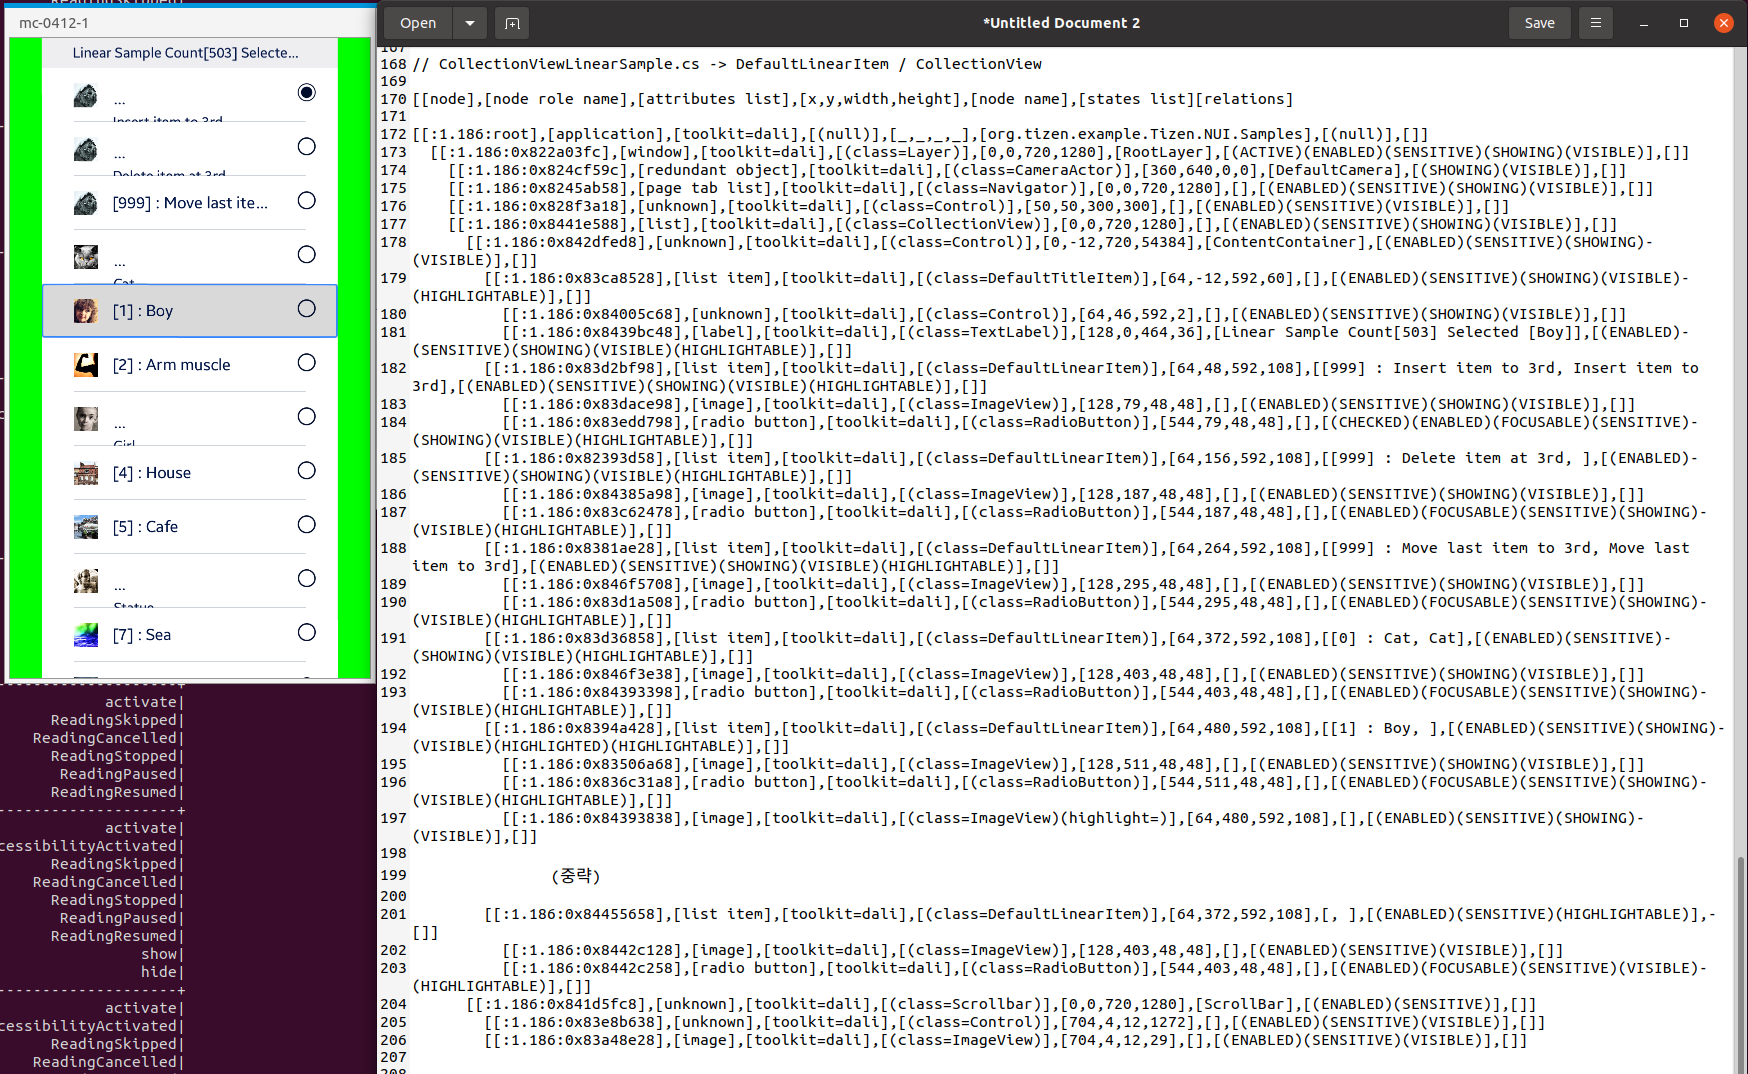 mc-0412-1
Linear Sample Count[503] Selecte...
...
Insert item to 3rd
...
Delete item at 3rd
[999] : Move last ite...
...
Cat
[1] : Boy
[2] : Arm muscle
...
Girl
[4] : House
[5] : Cafe
...
Statue
[7] : Sea
---------------------+
activate|
ReadingSkipped|
ReadingCancelled|
ReadingStopped|
ReadingPaused|
ReadingResumed|
--------------------+
activate|
cessibilityActivated|
ReadingSkipped|
ReadingCancelled|
ReadingStopped|
ReadingPaused|
ReadingResumed|
show|
hide|
--------------------+
activate|
cessibilityActivated|
ReadingSkipped|
ReadingCancelled|
Open
*Untitled Document 2
Save
167
168 // CollectionViewLinearSample.cs -> DefaultLinearItem / CollectionView
169
170 [[node],[node role name],[attributes list],[x,y,width,height],[node name],[states list][relations]
171
172 [[:1.186:root],[application],[toolkit=dali],[(null)],[_,_,_,_],[org.tizen.example.Tizen.NUI.Samples],[(null)],[]]
173 [[:1.186:0x822a03fc],[window],[toolkit=dali],[(class=Layer)],[0,0,720,1280],[RootLayer],[(ACTIVE)(ENABLED)(SENSITIVE)(SHOWING)(VISIBLE)],[]]
174 [[:1.186:0x824cf59c],[redundant object],[toolkit=dali],[(class=CameraActor)],[360,640,0,0],[DefaultCamera],[(SHOWING)(VISIBLE)],[]]
175 [[:1.186:0x8245ab58],[page tab list],[toolkit=dali],[(class=Navigator)],[0,0,720,1280],[],[(ENABLED)(SENSITIVE)(SHOWING)(VISIBLE)],[]]
176 [[:1.186:0x828f3a18],[unknown],[toolkit=dali],[(class=Control)],[50,50,300,300],[],[(ENABLED)(SENSITIVE)(VISIBLE)],[]]
177 [[:1.186:0x8441e588],[list],[toolkit=dali],[(class=CollectionView)],[0,0,720,1280],[],[(ENABLED)(SENSITIVE)(SHOWING)(VISIBLE)],[]]
178 [[:1.186:0x842dfed8],[unknown],[toolkit=dali],[(class=Control)],[0,-12,720,54384],[ContentContainer],[(ENABLED)(SENSITIVE)(SHOWING)-
(VISIBLE)],[]]
179 [[:1.186:0x83ca8528],[list item],[toolkit=dali],[(class=DefaultTitleItem)],[64,-12,592,60],[],[(ENABLED)(SENSITIVE)(SHOWING)(VISIBLE)-
(HIGHLIGHTABLE)],[]]
180 [[:1.186:0x84005c68],[unknown],[toolkit=dali],[(class=Control)],[64,46,592,2],[],[(ENABLED)(SENSITIVE)(SHOWING)(VISIBLE)],[]]
181 [[:1.186:0x8439bc48],[label],[toolkit=dali],[(class=TextLabel)],[128,0,464,36],[Linear Sample Count[503] Selected [Boy]],[(ENABLED)-
(SENSITIVE)(SHOWING)(VISIBLE)(HIGHLIGHTABLE)],[]]
182 [[:1.186:0x83d2bf98],[list item],[toolkit=dali],[(class=DefaultLinearItem)],[64,48,592,108],[[999] : Insert item to 3rd, Insert item to
3rd],[(ENABLED)(SENSITIVE)(SHOWING)(VISIBLE)(HIGHLIGHTABLE)],[]]
183 [[:1.186:0x83dace98],[image],[toolkit=dali],[(class=ImageView)],[128,79,48,48],[],[(ENABLED)(SENSITIVE)(SHOWING)(VISIBLE)],[]]
184 [[:1.186:0x83edd798],[radio button],[toolkit=dali],[(class=RadioButton)],[544,79,48,48],[],[(CHECKED)(ENABLED)(FOCUSABLE)(SENSITIVE)-
(SHOWING)(VISIBLE)(HIGHLIGHTABLE)],[]]
185 [[:1.186:0x82393d58],[list item],[toolkit=dali],[(class=DefaultLinearItem)],[64,156,592,108],[[999] : Delete item at 3rd, ],[(ENABLED)-
(SENSITIVE)(SHOWING)(VISIBLE)(HIGHLIGHTABLE)],[]]
186 [[:1.186:0x84385a98],[image],[toolkit=dali],[(class=ImageView)],[128,187,48,48],[],[(ENABLED)(SENSITIVE)(SHOWING)(VISIBLE)],[]]
187 [[:1.186:0x83c62478],[radio button],[toolkit=dali],[(class=RadioButton)],[544,187,48,48],[],[(ENABLED)(FOCUSABLE)(SENSITIVE)(SHOWING)-
(VISIBLE)(HIGHLIGHTABLE)],[]]
188 [[:1.186:0x8381ae28],[list item],[toolkit=dali],[(class=DefaultLinearItem)],[64,264,592,108],[[999] : Move last item to 3rd, Move last
item to 3rd],[(ENABLED)(SENSITIVE)(SHOWING)(VISIBLE)(HIGHLIGHTABLE)],[]]
189 [[:1.186:0x846f5708],[image],[toolkit=dali],[(class=ImageView)],[128,295,48,48],[],[(ENABLED)(SENSITIVE)(SHOWING)(VISIBLE)],[]]
190 [[:1.186:0x83d1a508],[radio button],[toolkit=dali],[(class=RadioButton)],[544,295,48,48],[],[(ENABLED)(FOCUSABLE)(SENSITIVE)(SHOWING)-
(VISIBLE)(HIGHLIGHTABLE)],[]]
191 [[:1.186:0x83d36858],[list item],[toolkit=dali],[(class=DefaultLinearItem)],[64,372,592,108],[[0] : Cat, Cat],[(ENABLED)(SENSITIVE)-
(SHOWING)(VISIBLE)(HIGHLIGHTABLE)],[]]
192 [[:1.186:0x846f3e38],[image],[toolkit=dali],[(class=ImageView)],[128,403,48,48],[],[(ENABLED)(SENSITIVE)(SHOWING)(VISIBLE)],[]]
193 [[:1.186:0x84393398],[radio button],[toolkit=dali],[(class=RadioButton)],[544,403,48,48],[],[(ENABLED)(FOCUSABLE)(SENSITIVE)(SHOWING)-
(VISIBLE)(HIGHLIGHTABLE)],[]]
194 [[:1.186:0x8394a428],[list item],[toolkit=dali],[(class=DefaultLinearItem)],[64,480,592,108],[[1] : Boy, ],[(ENABLED)(SENSITIVE)(SHOWING)-
(VISIBLE)(HIGHLIGHTED)(HIGHLIGHTABLE)],[]]
195 [[:1.186:0x83506a68],[image],[toolkit=dali],[(class=ImageView)],[128,511,48,48],[],[(ENABLED)(SENSITIVE)(SHOWING)(VISIBLE)],[]]
196 [[:1.186:0x836c31a8],[radio button],[toolkit=dali],[(class=RadioButton)],[544,511,48,48],[],[(ENABLED)(FOCUSABLE)(SENSITIVE)(SHOWING)-
(VISIBLE)(HIGHLIGHTABLE)],[]]
197 [[:1.186:0x84393838],[image],[toolkit=dali],[(class=ImageView)(highlight=)],[64,480,592,108],[],[(ENABLED)(SENSITIVE)(SHOWING)-
(VISIBLE)],[]]
198
199 (중략)
200
201 [[:1.186:0x84455658],[list item],[toolkit=dali],[(class=DefaultLinearItem)],[64,372,592,108],[, ],[(ENABLED)(SENSITIVE)(HIGHLIGHTABLE)],-
[]]
202 [[:1.186:0x8442c128],[image],[toolkit=dali],[(class=ImageView)],[128,403,48,48],[],[(ENABLED)(SENSITIVE)(VISIBLE)],[]]
203 [[:1.186:0x8442c258],[radio button],[toolkit=dali],[(class=RadioButton)],[544,403,48,48],[],[(ENABLED)(FOCUSABLE)(SENSITIVE)(VISIBLE)-
(HIGHLIGHTABLE)],[]]
204 [[:1.186:0x841d5fc8],[unknown],[toolkit=dali],[(class=Scrollbar)],[0,0,720,1280],[ScrollBar],[(ENABLED)(SENSITIVE)],[]]
205 [[:1.186:0x83e8b638],[unknown],[toolkit=dali],[(class=Control)],[704,4,12,1272],[],[(ENABLED)(SENSITIVE)(VISIBLE)],[]]
206 [[:1.186:0x83a48e28],[image],[toolkit=dali],[(class=ImageView)],[704,4,12,29],[],[(ENABLED)(SENSITIVE)(VISIBLE)],[]]
207
208